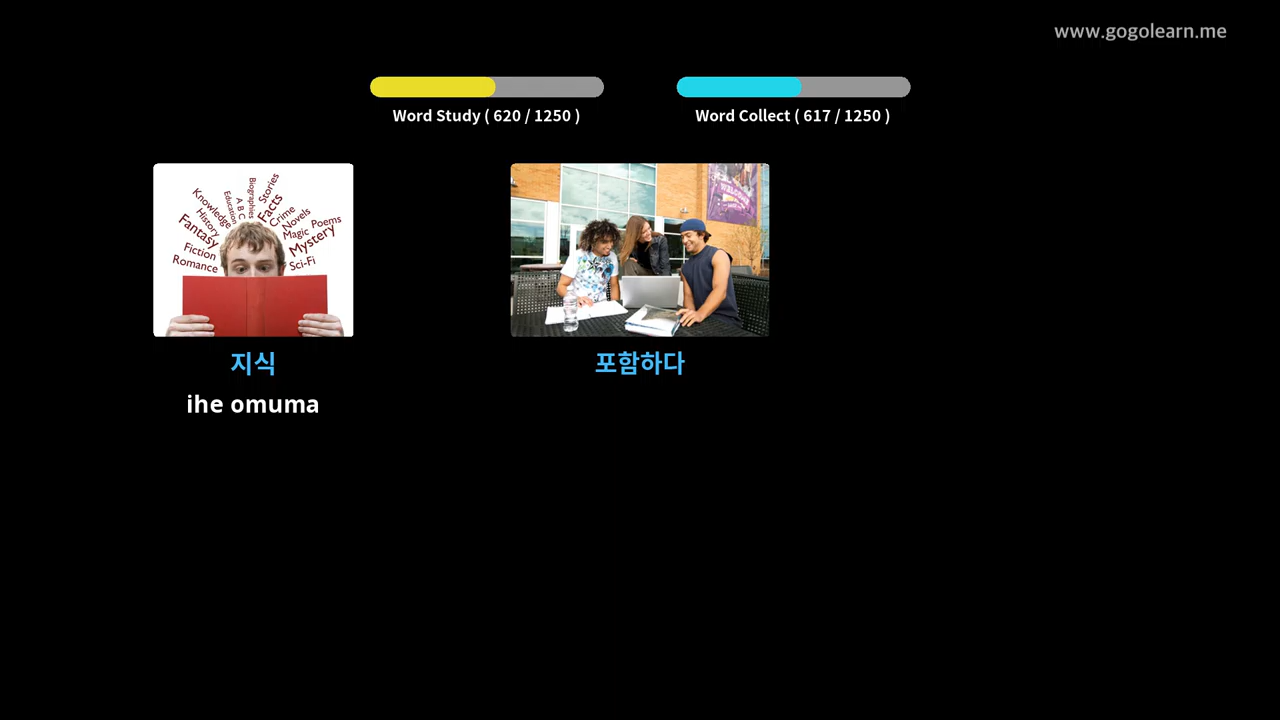 www.gogolearn.me
Word Study ( 620 / 1250 )
Word Collect ( 617 / 1250 )
Stories
Biographies
A B C
Education
Knowledge
History
Fantasy
Fiction
Romance
Facts
Crime
Novels
Magic
Poems
Mystery
Sci-Fi
지식
포함하다
ihe omuma